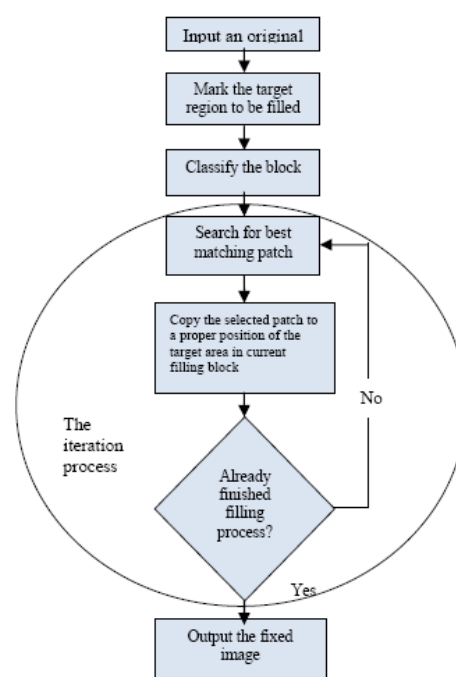 Input an original
Mark the target
region to be filled
Classify the block
Search for best
matching patch
Copy the selected patch to
a proper position of the
target area in current
filling block
No
The
iteration
process
Already
finished
filling
process?
Yes
Output the fixed
image